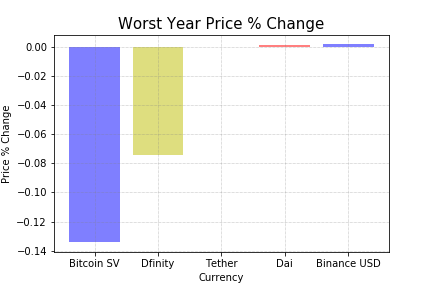 Worst Year Price % Change
Price % Change
0.00
−0.02
−0.04
−0.06
−0.08
−0.10
−0.12
−0.14
Bitcoin SV Dfinity Tether Dai Binance USD
Currency